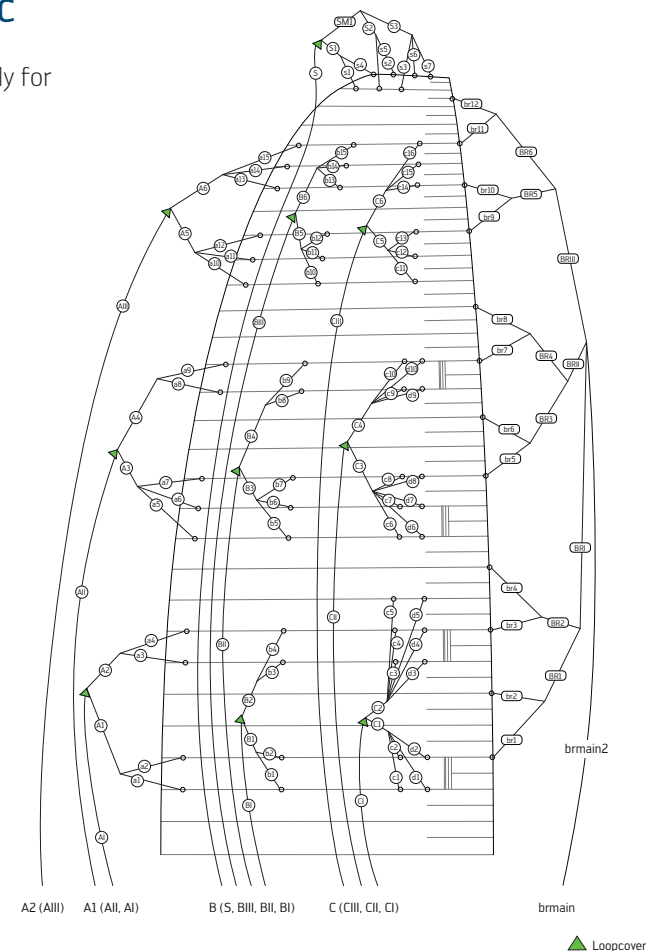 c
ly for
SM1 S3
S2
S1 s5 s6
s4 s2 s3 s7
S s1
br12
br11
a15 b15 c16 BR6
a14 b14 c15
A6 a13 b13 c14 br10 BR5
B6 C6
br9
A5 B5 b12 C5 c13
a12 b11 c12
a11 BRIII
a10 b10 c11
AIII
BIII CIII br8
br7 BR4
a9 c10 d10 BRII
a8 b9
b8 c9 d9
A4 BR3
B4 C4 br6
A3 C3 br5
a7 B3 b7 c8 d8
a6 b6 c7 d7
a5 b5 c6 d6
BRI
AII br4
c5 d5
CII
BII br3 BR2
a4 b4 c4 d4
a3
A2 b3 c3 d3
BR1
B2 C2 br2
A1 C1
B1 br1
b2 c2 d2 brmain2
a2
a1 b1 c1 d1
BI CI
AI
A2 (AIII) A1 (AII, AI) B (S, BIII, BII, BI) C (CIII, CII, CI) brmain
Loopcover